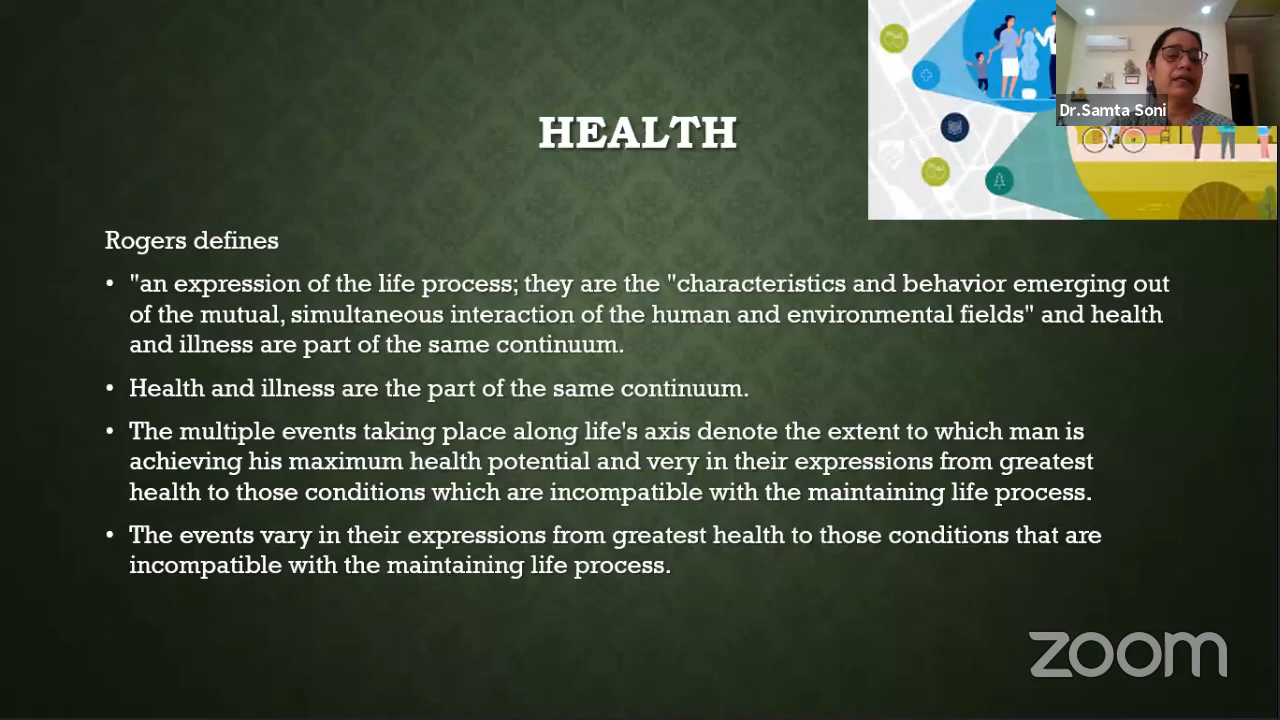 Dr.Samta Soni
HEALTH
Rogers defines
• "an expression of the life process; they are the "characteristics and behavior emerging out
of the mutual, simultaneous interaction of the human and environmental fields" and health
and illness are part of the same continuum.
• Health and illness are the part of the same continuum.
• The multiple events taking place along life's axis denote the extent to which man is
achieving his maximum health potential and very in their expressions from greatest
health to those conditions which are incompatible with the maintaining life process.
• The events vary in their expressions from greatest health to those conditions that are
incompatible with the maintaining life process.
zoom